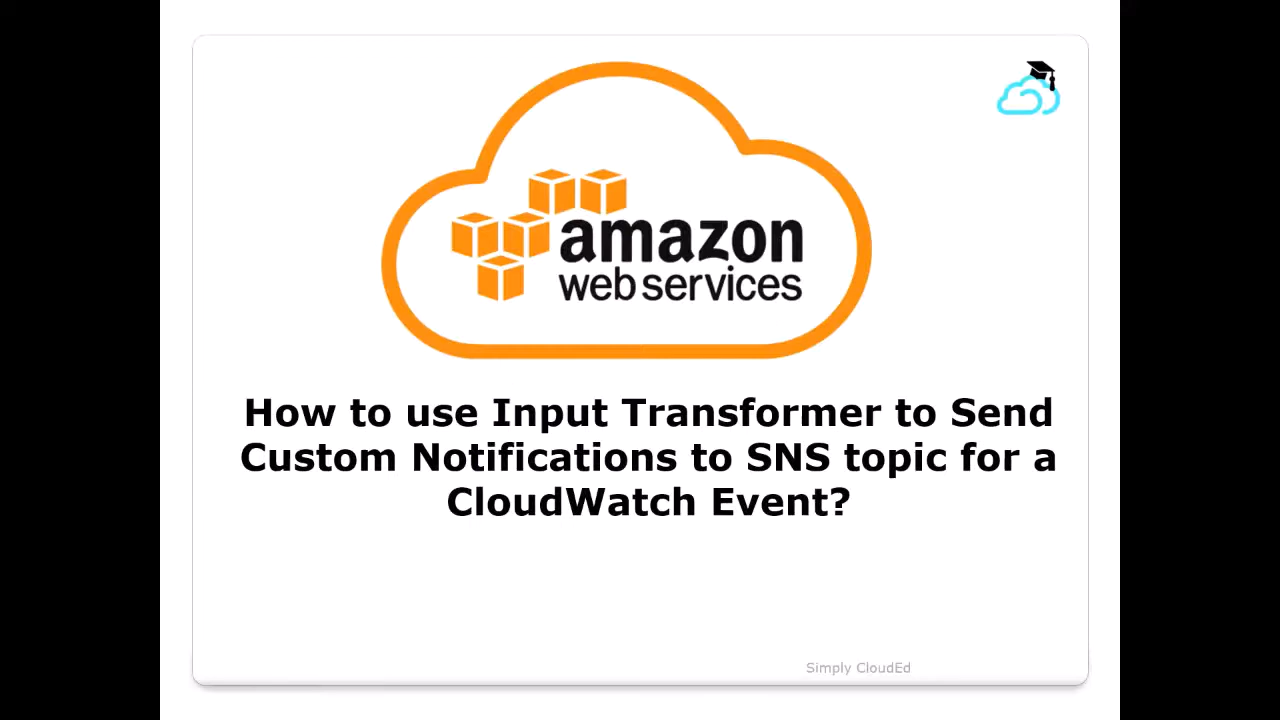 amazon
web services
How to use Input Transformer to Send
Custom Notifications to SNS topic for a
CloudWatch Event?
Simply CloudEd